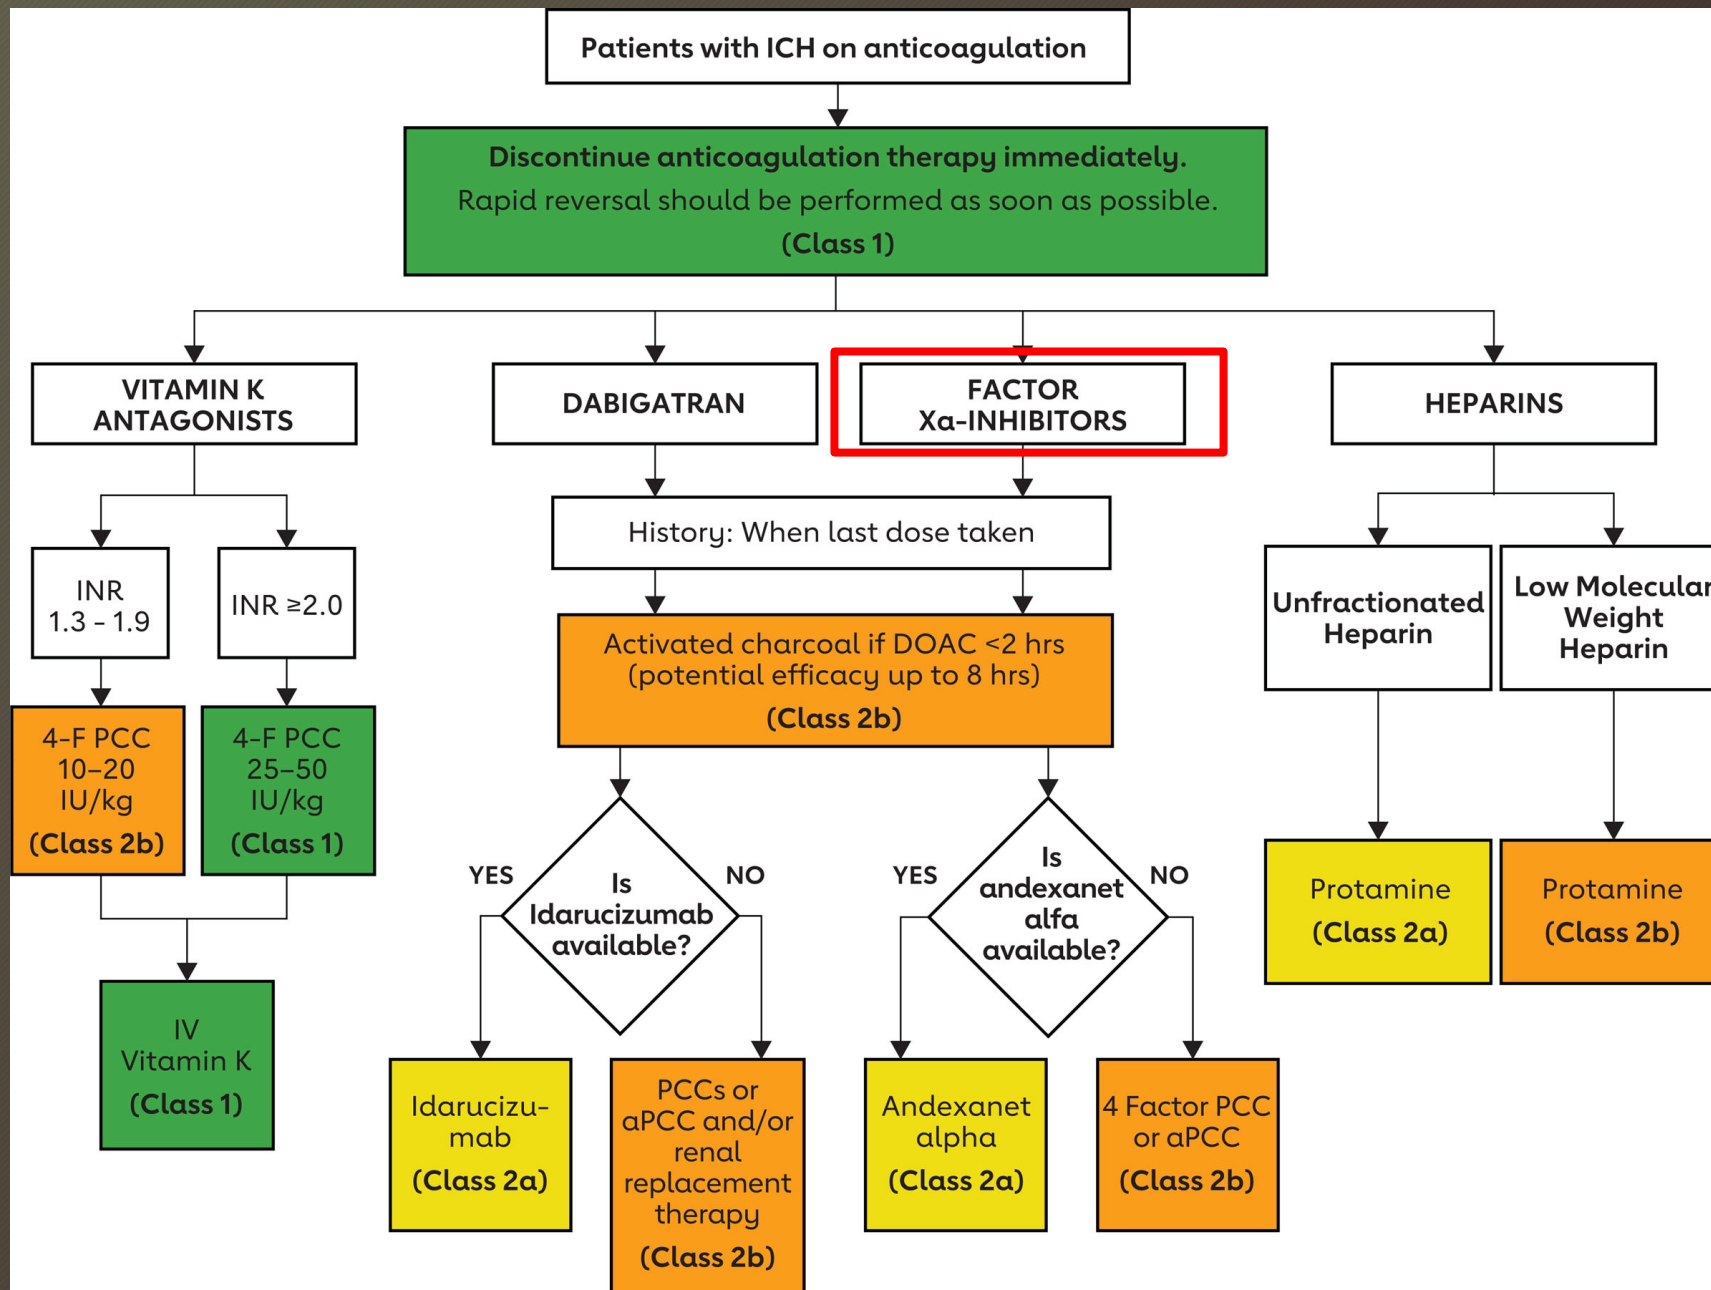 Patients with ICH on anticoagulation
Discontinue anticoagulation therapy immediately.
Rapid reversal should be performed as soon as possible.
(Class 1)
VITAMIN K
ANTAGONISTS
DABIGATRAN
FACTOR
Xa-INHIBITORS
HEPARINS
INR
1.3 – 1.9
INR ≥2.0
History: When last dose taken
Unfractionated
Heparin
Low Molecular
Weight
Heparin
4-F PCC
10–20
IU/kg
(Class 2b)
4-F PCC
25–50
IU/kg
(Class 1)
Activated charcoal if DOAC <2 hrs
(potential efficacy up to 8 hrs)
(Class 2b)
IV
Vitamin K
(Class 1)
YES
Is
Idarucizumab
available?
NO
YES
Is
andexanet
alfa
available?
NO
Protamine
(Class 2a)
Protamine
(Class 2b)
Idarucizu-
mab
(Class 2a)
PCCs or
aPCC and/or
renal
replacement
therapy
(Class 2b)
Andexanet
alpha
(Class 2a)
4 Factor PCC
or aPCC
(Class 2b)